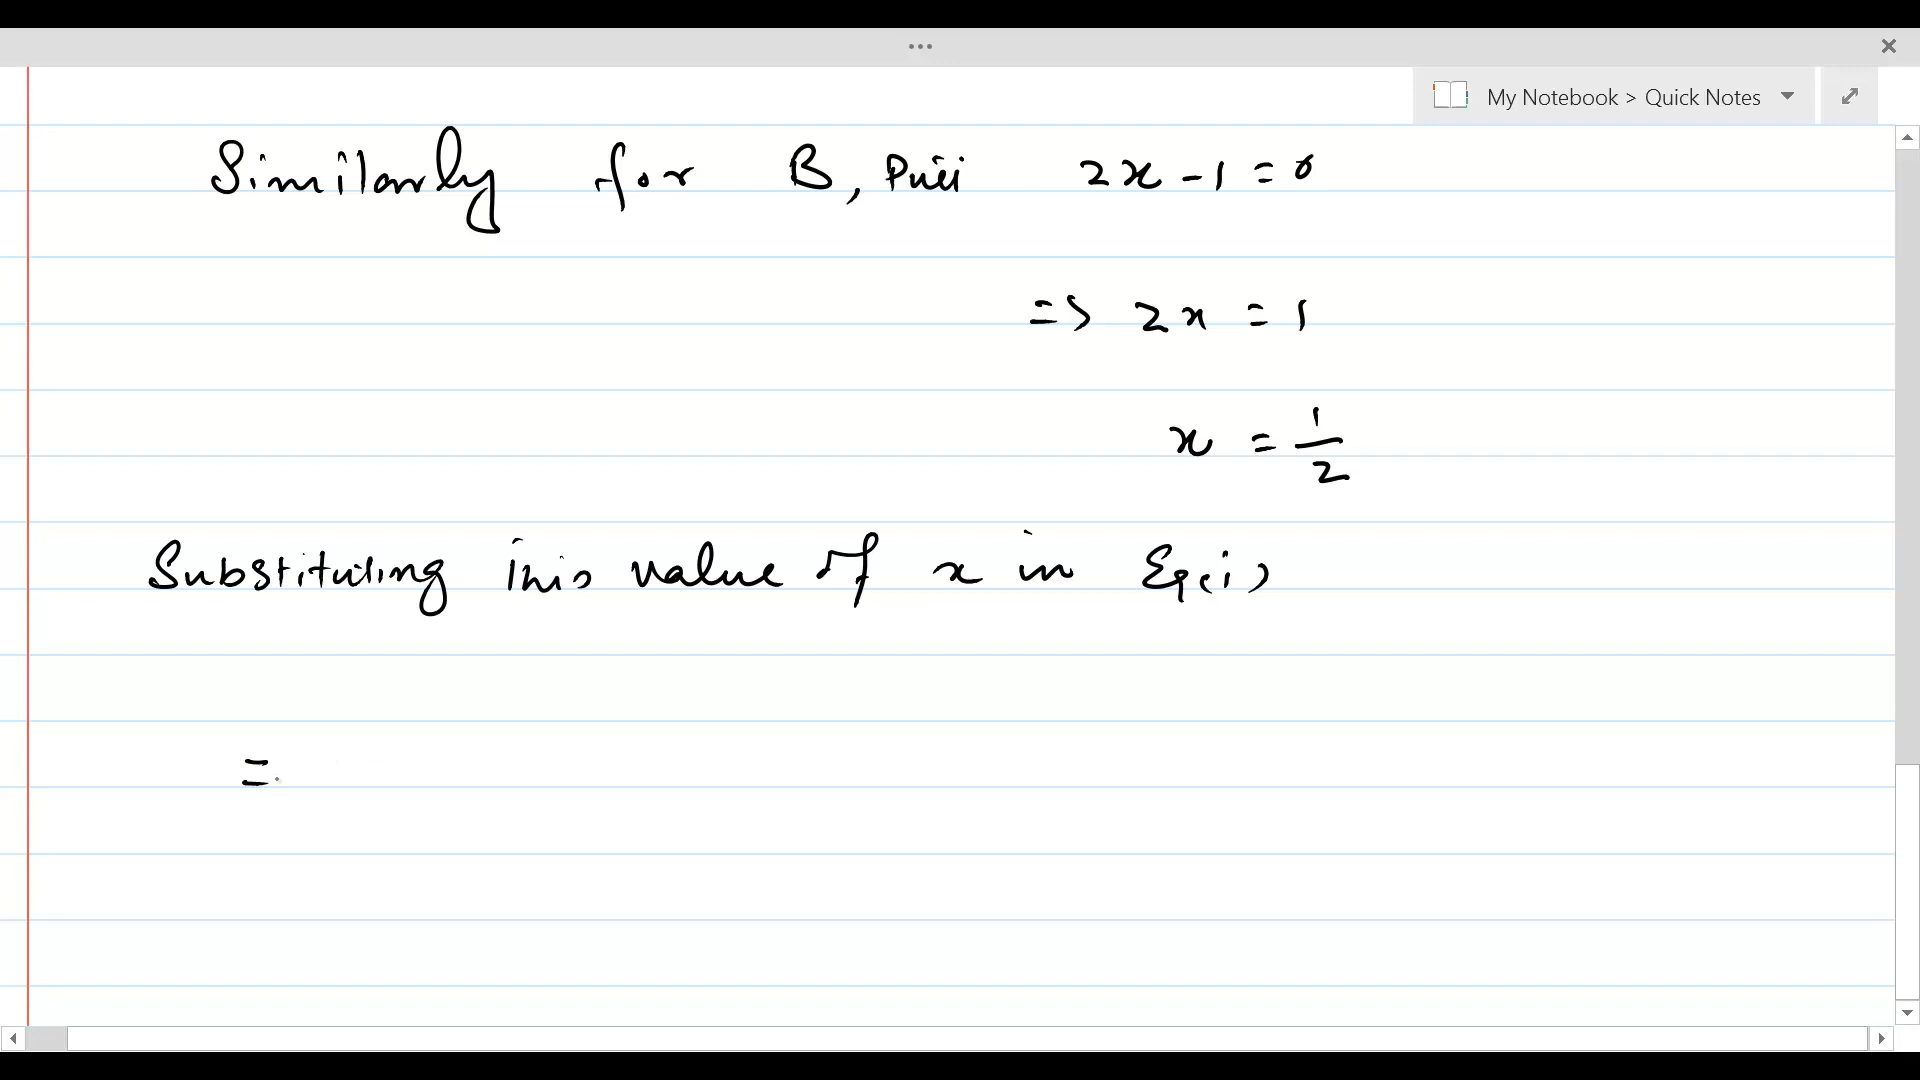 ...
My Notebook > Quick Notes
Similarly for B, Put 2x - 1 = 0
=> 2x = 1
x = 1/2
Substituting this value of x in Eq(i)
=